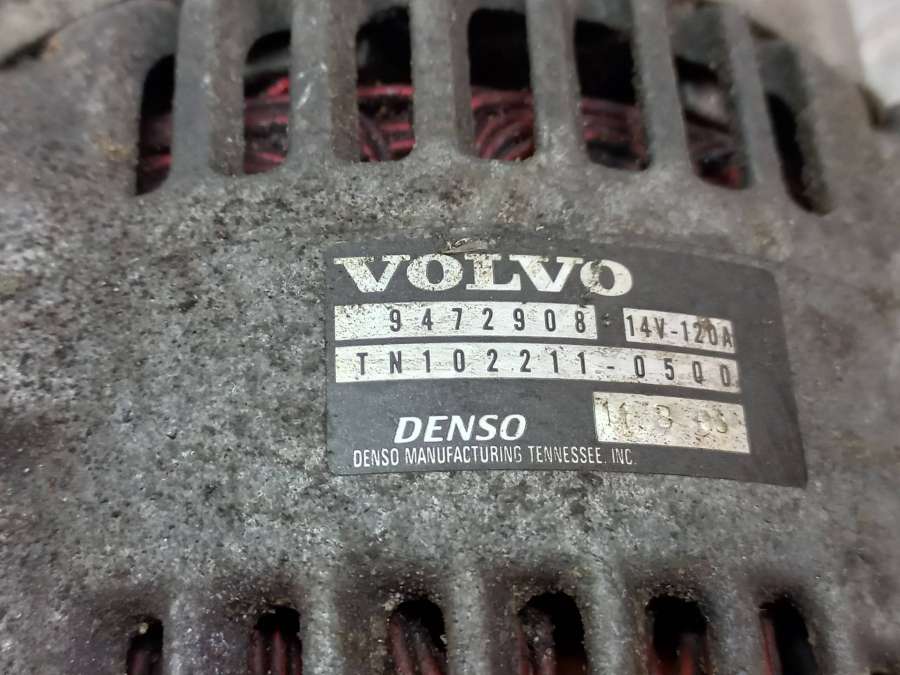 VOLVO
9472908 14V-120A
TN102211-0500
DENSO
DENSO MANUFACTURING TENNESSEE, INC.